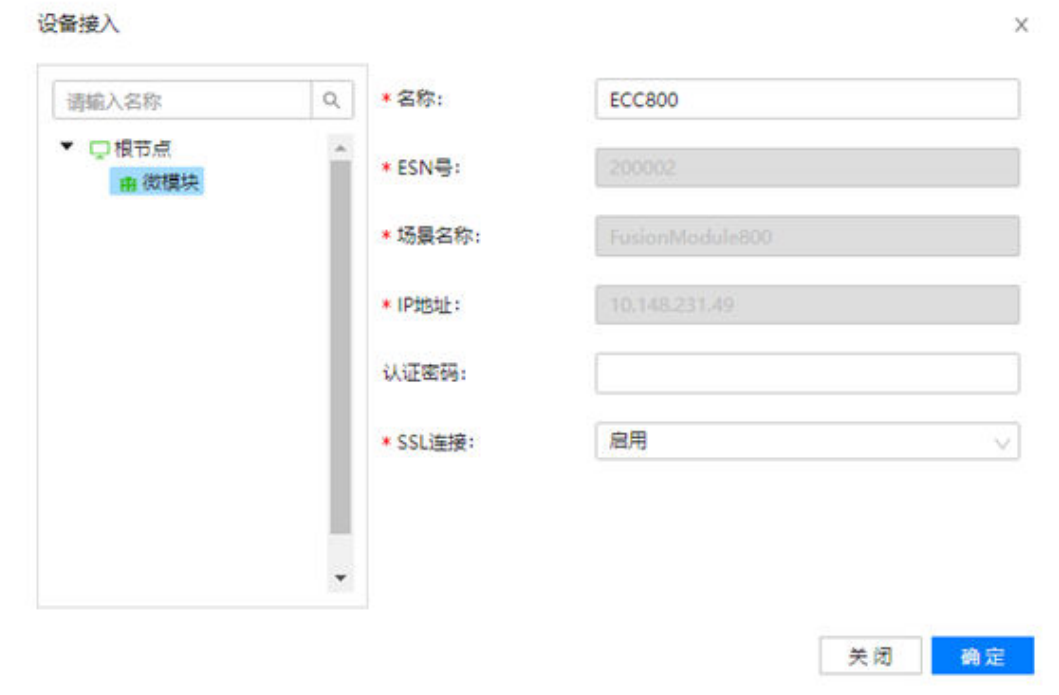 设备接入
请输入名称
根节点
微模块
* 名称: ECC800
* ESN号: 200002
* 场景名称: FusionModule800
* IP地址: 10.148.231.49
认证密码:
* SSL连接: 启用
关闭 确定